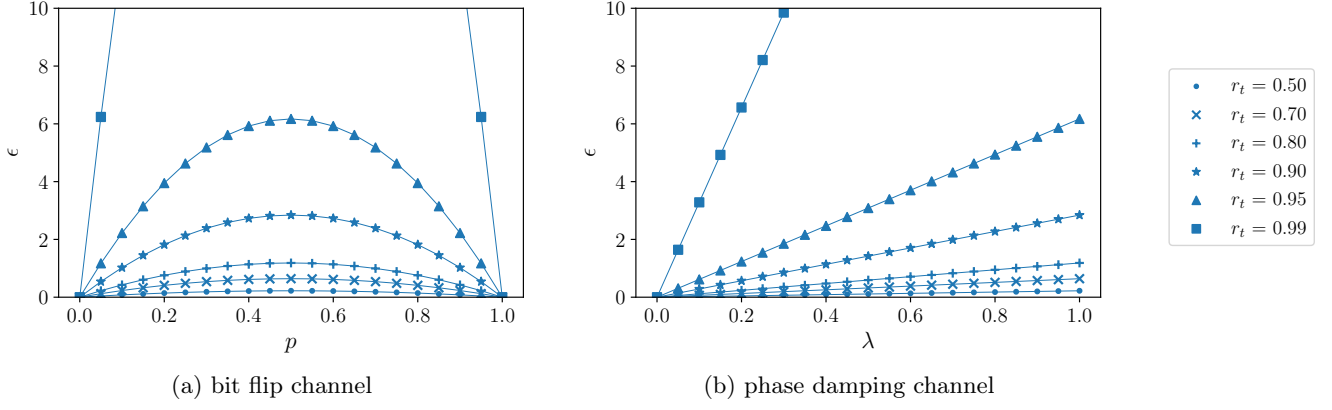 10
8
6
4
2
0
ϵ
0.0 0.2 0.4 0.6 0.8 1.0
p
(a) bit flip channel
10
8
6
4
2
0
ϵ
0.0 0.2 0.4 0.6 0.8 1.0
λ
(b) phase damping channel
r_t = 0.50
r_t = 0.70
r_t = 0.80
r_t = 0.90
r_t = 0.95
r_t = 0.99